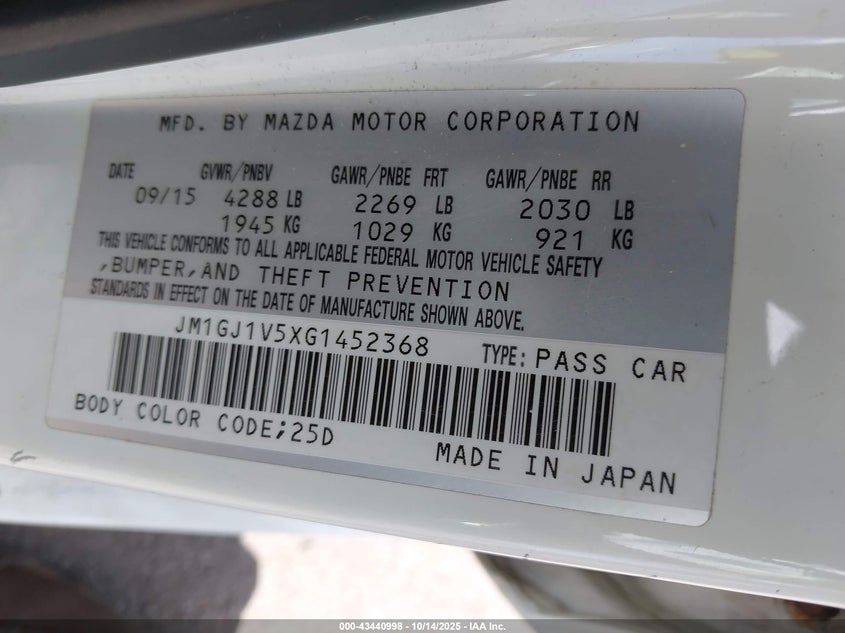 MFD. BY MAZDA MOTOR CORPORATION
DATE GVWR/PNBV GAWR/PNBE FRT GAWR/PNBE RR
09/15 4288 LB 2269 LB 2030 LB
1945 KG 1029 KG 921 KG
THIS VEHICLE CONFORMS TO ALL APPLICABLE FEDERAL MOTOR VEHICLE SAFETY
,BUMPER,AND THEFT PREVENTION
STANDARDS IN EFFECT ON THE DATE OF MANUFACTURE SHOWN ABOVE.
JM1GJ1V5XG1452368 TYPE: PASS CAR
BODY COLOR CODE;25D
MADE IN JAPAN
000-43440998 | 10/14/2025 - IAA Inc.